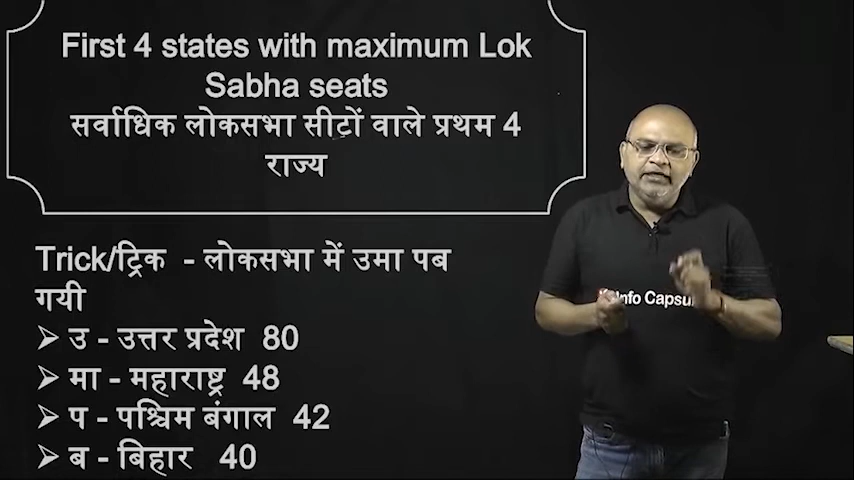 First 4 states with maximum Lok
Sabha seats
सर्वाधिक लोकसभा सीटों वाले प्रथम 4
राज्य
Trick/ट्रिक - लोकसभा में उमा पब
गयी
➢ उ - उत्तर प्रदेश 80
➢ मा - महाराष्ट्र 48
➢ प - पश्चिम बंगाल 42
➢ ब - बिहार 40
Info